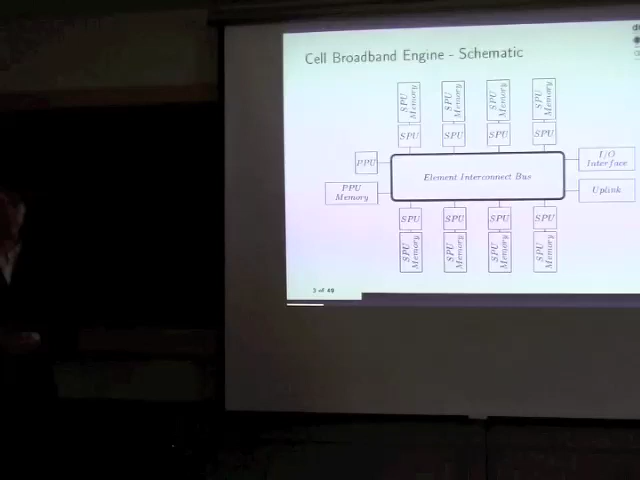 Cell Broadband Engine - Schematic
SPU Memory
SPU Memory
SPU Memory
SPU Memory
SPU
SPU
SPU
SPU
PPU
Element Interconnect Bus
I/O
Interface
PPU
Memory
Uplink
SPU
SPU
SPU
SPU
SPU Memory
SPU Memory
SPU Memory
SPU Memory
3 of 49